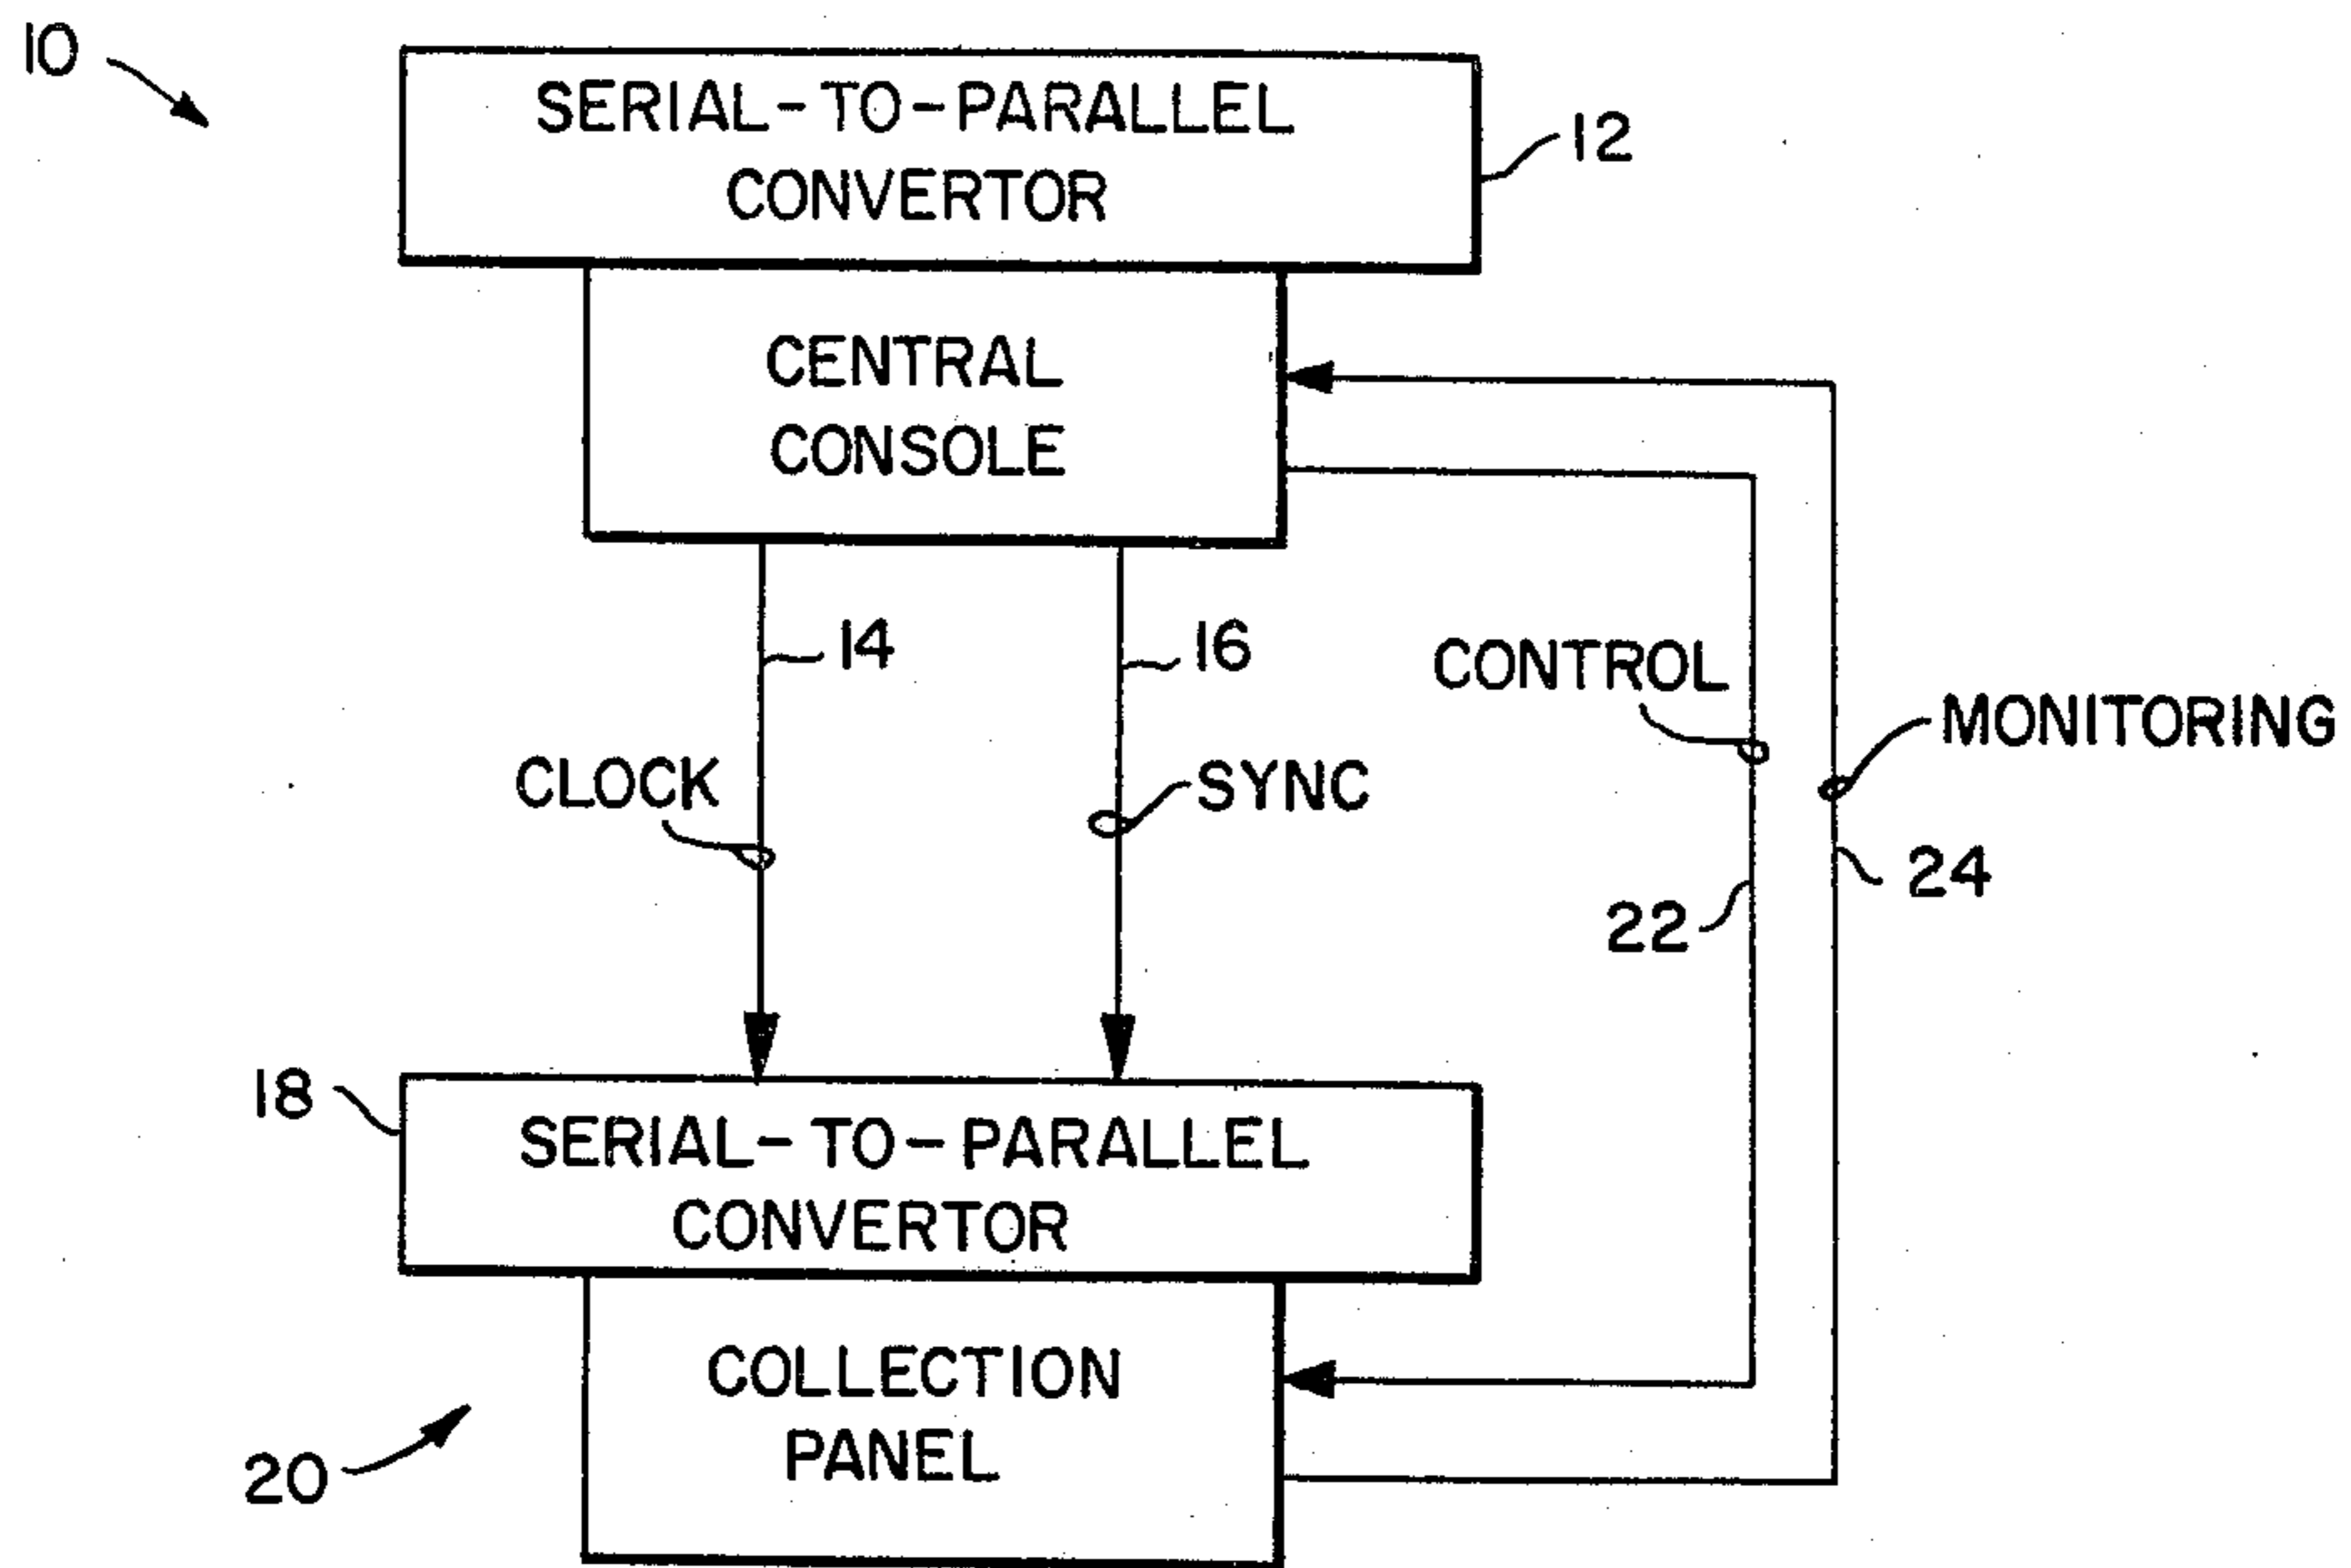 10
SERIAL-TO-PARALLEL
CONVERTOR
12
CENTRAL
CONSOLE
14
16
CONTROL
MONITORING
CLOCK
SYNC
24
22
18
SERIAL-TO-PARALLEL
CONVERTOR
COLLECTION
PANEL
20